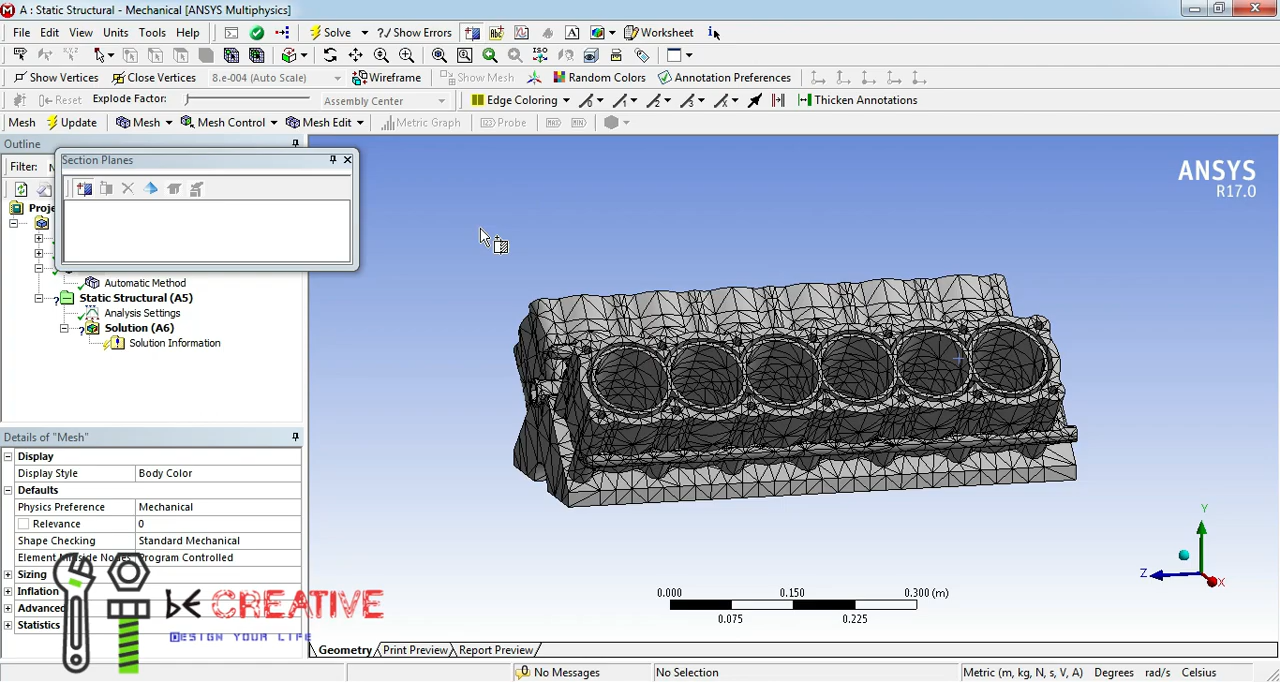 A : Static Structural - Mechanical [ANSYS Multiphysics]
File Edit View Units Tools Help Solve ?/ Show Errors Worksheet
Show Vertices Close Vertices 8.e-004 (Auto Scale) Wireframe Show Mesh Random Colors Annotation Preferences
Reset Explode Factor: Assembly Center Edge Coloring Thicken Annotations
Mesh Update Mesh Mesh Control Mesh Edit Metric Graph Probe MAX MIN
Outline
Filter:
Section Planes
Automatic Method
Static Structural (A5)
Analysis Settings
Solution (A6)
Solution Information
Details of "Mesh"
Display
Display Style Body Color
Defaults
Physics Preference Mechanical
Relevance 0
Shape Checking Standard Mechanical
Program Controlled
Sizing
Inflation
Advanced
Statistics
BE CREATIVE
DESIGN YOUR LIFE
ANSYS
R17.0
Y
Z
X
0.000 0.150 0.300 (m)
0.075 0.225
Geometry Print Preview Report Preview
0 No Messages No Selection Metric (m, kg, N, s, V, A) Degrees rad/s Celsius